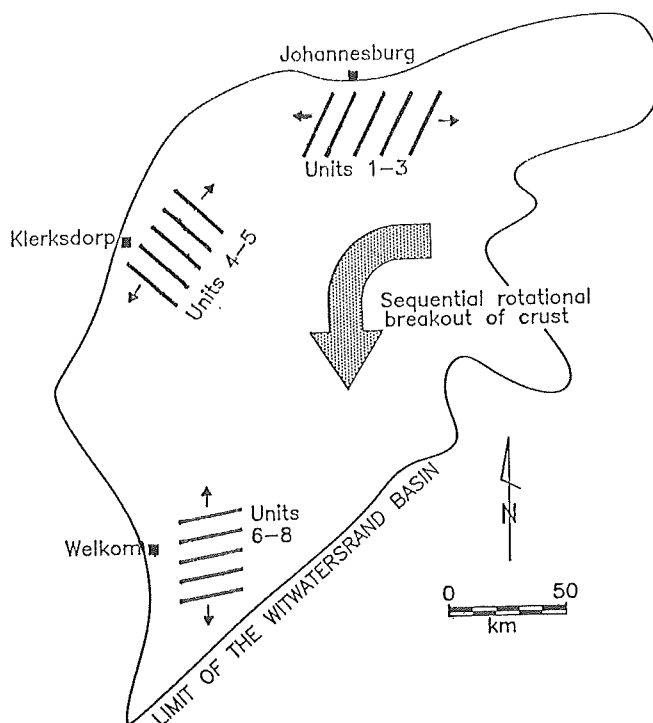 Johannesburg
Units 1-3
Klerksdorp
Units 4-5
Sequential rotational
breakout of crust
Units
6-8
Welkom
N
LIMIT OF THE WITWATERSRAND BASIN
0 50
km